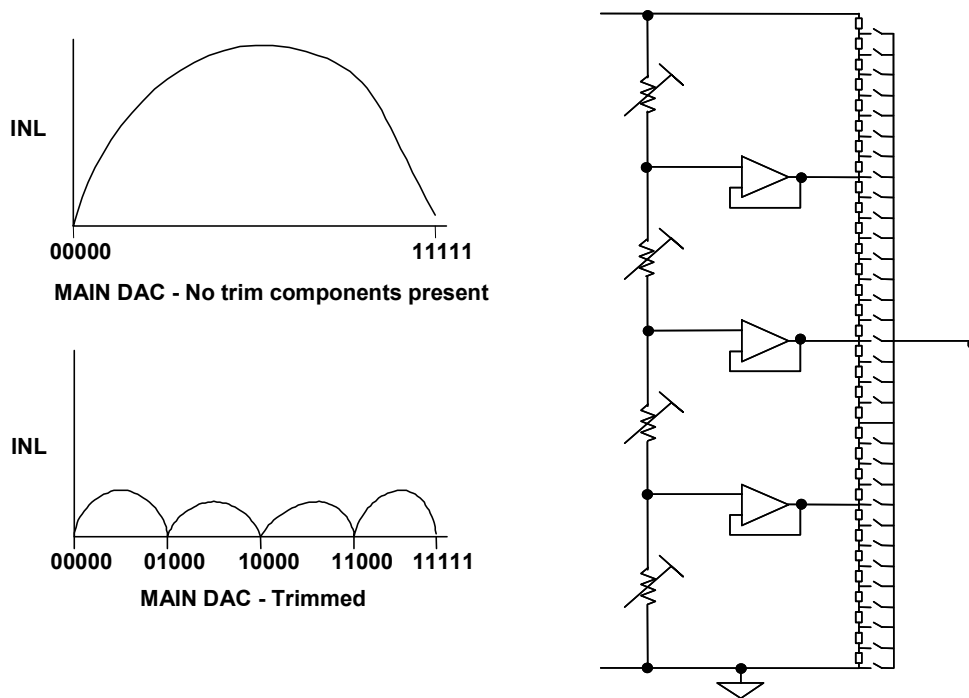 INL
00000 11111
MAIN DAC - No trim components present
INL
00000 01000 10000 11000 11111
MAIN DAC - Trimmed